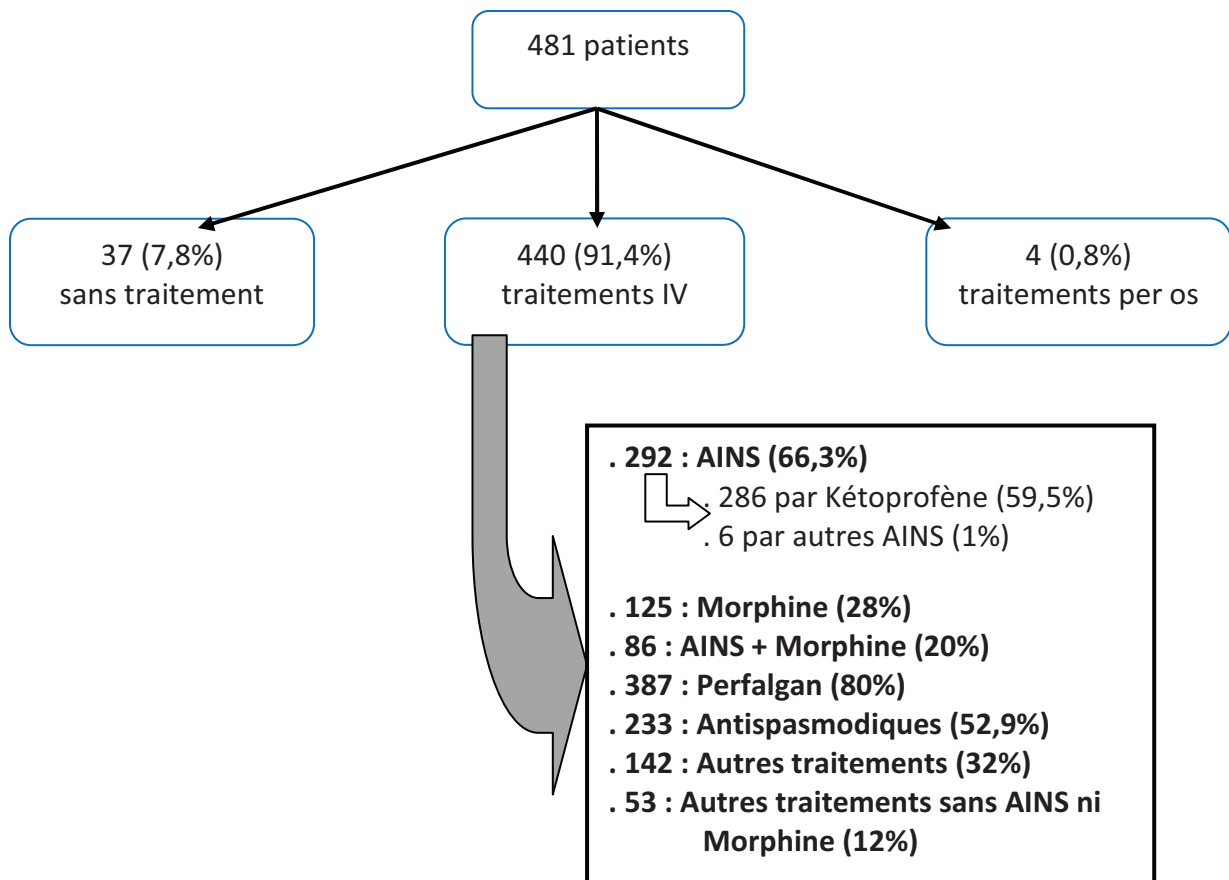 481 patients
37 (7,8%)
sans traitement
440 (91,4%)
traitements IV
4 (0,8%)
traitements per os
. 292 : AINS (66,3%)
. 286 par Kétoprofène (59,5%)
. 6 par autres AINS (1%)
. 125 : Morphine (28%)
. 86 : AINS + Morphine (20%)
. 387 : Perfalgan (80%)
. 233 : Antispasmodiques (52,9%)
. 142 : Autres traitements (32%)
. 53 : Autres traitements sans AINS ni
Morphine (12%)